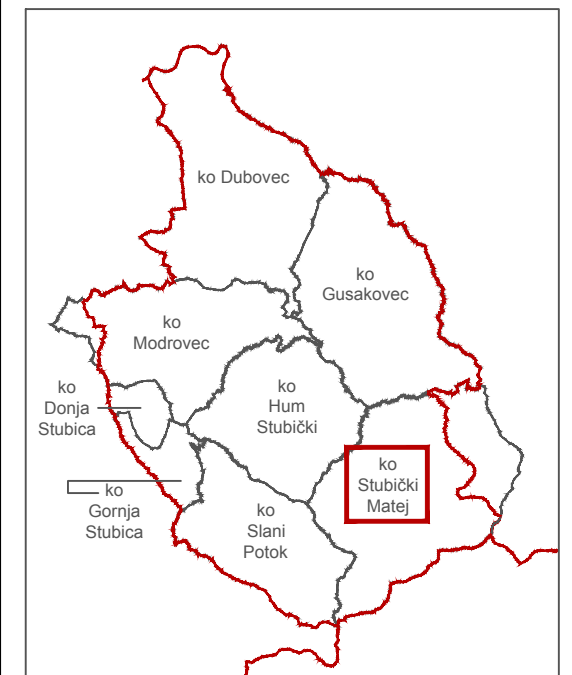 ko Dubovec
ko
Gusakovec
ko
Modrovec
ko
Donja
Stubica
ko
Hum
Stubički
ko
Stubički
Matej
ko
Gornja
Stubica
ko
Slani
Potok